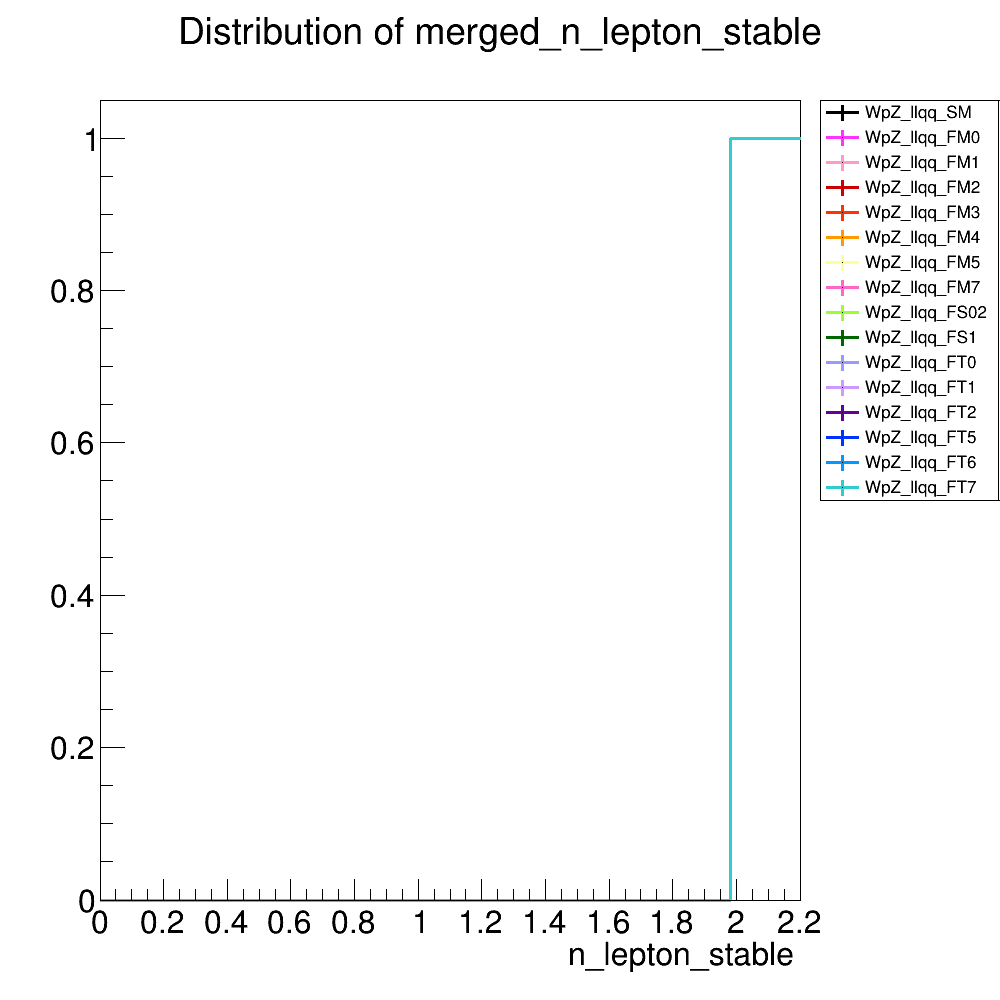 Distribution of merged_n_lepton_stable
WpZ_llqq_SM
WpZ_llqq_FM0
WpZ_llqq_FM1
WpZ_llqq_FM2
WpZ_llqq_FM3
WpZ_llqq_FM4
WpZ_llqq_FM5
WpZ_llqq_FM7
WpZ_llqq_FS02
WpZ_llqq_FS1
WpZ_llqq_FT0
WpZ_llqq_FT1
WpZ_llqq_FT2
WpZ_llqq_FT5
WpZ_llqq_FT6
WpZ_llqq_FT7
1
0.8
0.6
0.4
0.2
0
0 0.2 0.4 0.6 0.8 1 1.2 1.4 1.6 1.8 2 2.2
n_lepton_stable